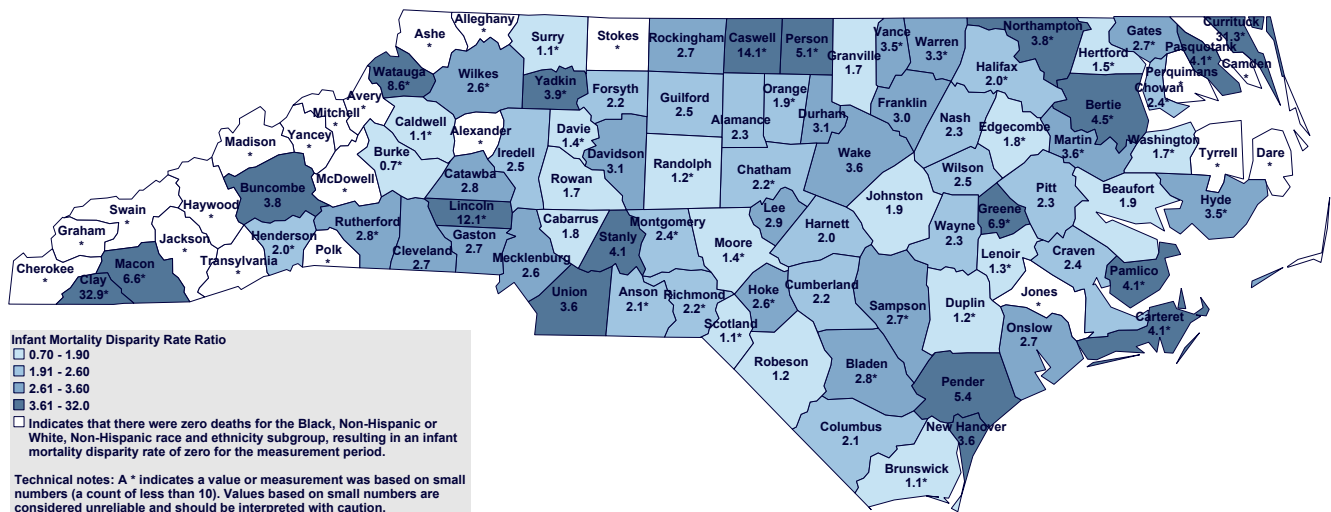 Ashe
*
Alleghany
*
Surry
1.1*
Stokes
*
Rockingham
2.7
Caswell
14.1*
Person
5.1*
Granville
1.7
Vance
3.5*
Warren
3.3*
Northampton
3.8*
Halifax
2.0*
Hertford
1.5*
Gates
2.7*
Currituck
31.3*
Pasquotank
4.1*
Camden
*
Perquimans
*
Chowan
2.4*
Watauga
8.6*
Wilkes
2.6*
Yadkin
3.9*
Forsyth
2.2
Guilford
2.5
Alamance
2.3
Orange
1.9*
Durham
3.1
Franklin
3.0
Nash
2.3
Edgecombe
1.8*
Bertie
4.5*
Martin
3.6*
Washington
1.7*
Tyrrell
*
Dare
*
Avery
*
Mitchell
*
Yancey
*
Madison
*
Caldwell
1.1*
Alexander
*
Iredell
2.5
Davie
1.4*
Davidson
3.1
Randolph
1.2*
Chatham
2.2*
Wake
3.6
Wilson
2.5
Pitt
2.3
Beaufort
1.9
Hyde
3.5*
Burke
0.7*
McDowell
*
Buncombe
3.8
Haywood
*
Swain
*
Graham
*
Jackson
*
Cherokee
*
Clay
32.9*
Macon
6.6*
Transylvania
*
Henderson
2.0*
Polk
*
Rutherford
2.8*
Cleveland
2.7
Catawba
2.8
Lincoln
12.1*
Gaston
2.7
Rowan
1.7
Cabarrus
1.8
Mecklenburg
2.6
Stanly
4.1
Montgomery
2.4*
Moore
1.4*
Lee
2.9
Harnett
2.0
Johnston
1.9
Wayne
2.3
Greene
6.9*
Lenoir
1.3*
Craven
2.4
Pamlico
4.1*
Jones
*
Carteret
4.1*
Union
3.6
Anson
2.1*
Richmond
2.2*
Scotland
1.1*
Hoke
2.6*
Cumberland
2.2
Sampson
2.7*
Duplin
1.2*
Onslow
2.7
Robeson
1.2
Bladen
2.8*
Pender
5.4
Columbus
2.1
New Hanover
3.6
Brunswick
1.1*
Infant Mortality Disparity Rate Ratio
0.70 - 1.90
1.91 - 2.60
2.61 - 3.60
3.61 - 32.0
Indicates that there were zero deaths for the Black, Non-Hispanic or
White, Non-Hispanic race and ethnicity subgroup, resulting in an infant
mortality disparity rate of zero for the measurement period.
Technical notes: A * indicates a value or measurement was based on small
numbers (a count of less than 10). Values based on small numbers are
considered unreliable and should be interpreted with caution.